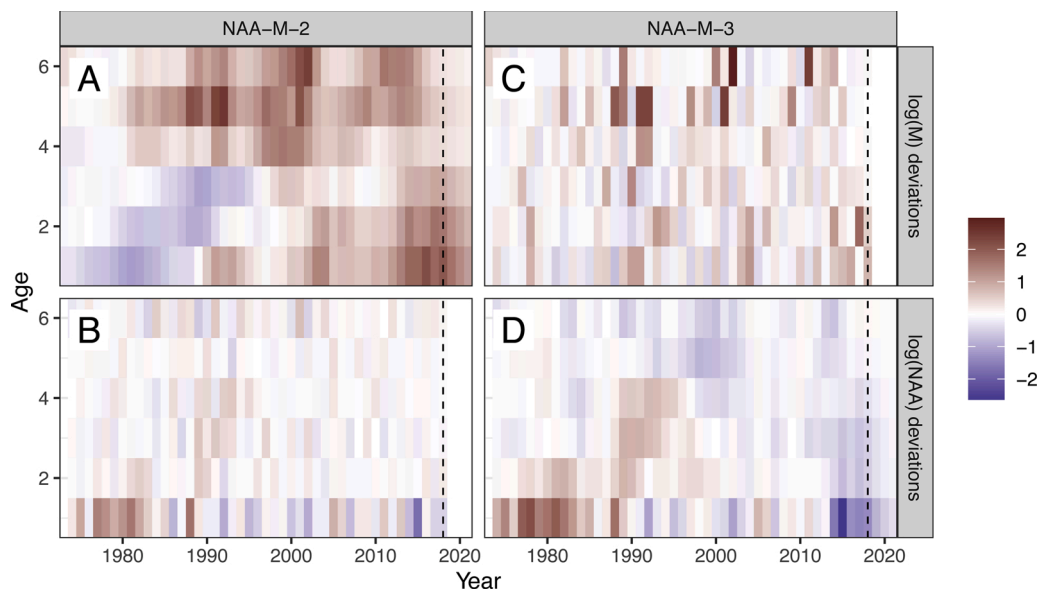 NAA−M−2
NAA−M−3
A
C
6
4
2
log(M) deviations
B
D
6
4
2
log(NAA) deviations
Age
1980
1990
2000
2010
2020
1980
1990
2000
2010
2020
Year
2
1
0
−1
−2